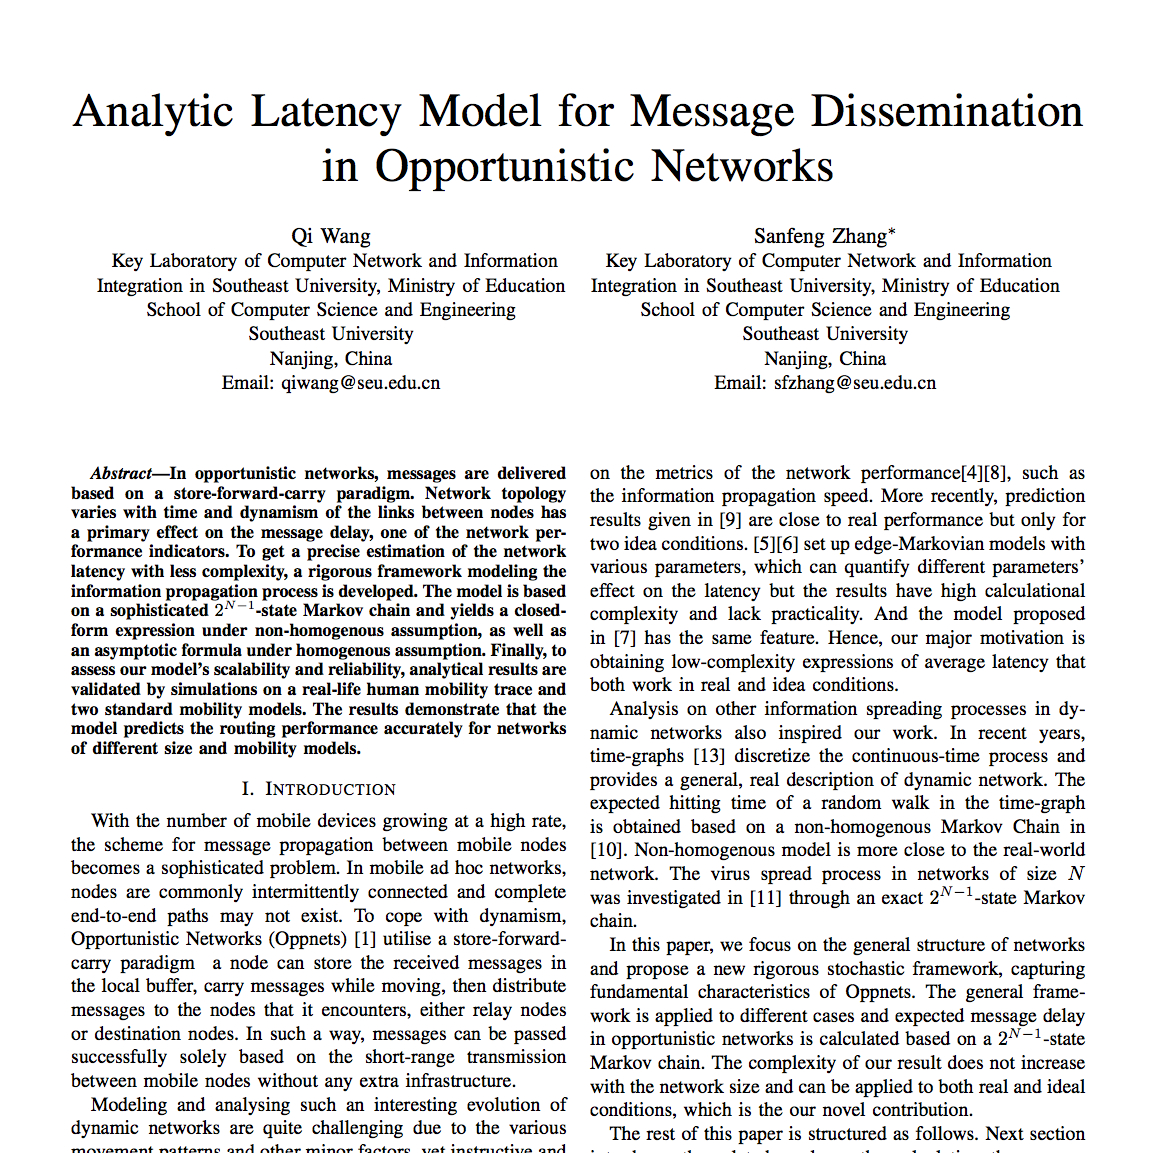 Analytic Latency Model for Message Dissemination
in Opportunistic Networks
Qi Wang
Key Laboratory of Computer Network and Information
Integration in Southeast University, Ministry of Education
School of Computer Science and Engineering
Southeast University
Nanjing, China
Email: qiwang@seu.edu.cn
Sanfeng Zhang*
Key Laboratory of Computer Network and Information
Integration in Southeast University, Ministry of Education
School of Computer Science and Engineering
Southeast University
Nanjing, China
Email: sfzhang@seu.edu.cn
Abstract—In opportunistic networks, messages are delivered
based on a store-forward-carry paradigm. Network topology
varies with time and dynamism of the links between nodes has
a primary effect on the message delay, one of the network per-
formance indicators. To get a precise estimation of the network
latency with less complexity, a rigorous framework modeling the
information propagation process is developed. The model is based
on a sophisticated 2^{N−1}-state Markov chain and yields a closed-
form expression under non-homogenous assumption, as well as
an asymptotic formula under homogenous assumption. Finally, to
assess our model's scalability and reliability, analytical results are
validated by simulations on a real-life human mobility trace and
two standard mobility models. The results demonstrate that the
model predicts the routing performance accurately for networks
of different size and mobility models.
I. INTRODUCTION
With the number of mobile devices growing at a high rate,
the scheme for message propagation between mobile nodes
becomes a sophisticated problem. In mobile ad hoc networks,
nodes are commonly intermittently connected and complete
end-to-end paths may not exist. To cope with dynamism,
Opportunistic Networks (Oppnets) [1] utilise a store-forward-
carry paradigm a node can store the received messages in
the local buffer, carry messages while moving, then distribute
messages to the nodes that it encounters, either relay nodes
or destination nodes. In such a way, messages can be passed
successfully solely based on the short-range transmission
between mobile nodes without any extra infrastructure.
Modeling and analysing such an interesting evolution of
dynamic networks are quite challenging due to the various
movement patterns and other minor factors, yet instructive and
on the metrics of the network performance[4][8], such as
the information propagation speed. More recently, prediction
results given in [9] are close to real performance but only for
two idea conditions. [5][6] set up edge-Markovian models with
various parameters, which can quantify different parameters'
effect on the latency but the results have high calculational
complexity and lack practicality. And the model proposed
in [7] has the same feature. Hence, our major motivation is
obtaining low-complexity expressions of average latency that
both work in real and idea conditions.
Analysis on other information spreading processes in dy-
namic networks also inspired our work. In recent years,
time-graphs [13] discretize the continuous-time process and
provides a general, real description of dynamic network. The
expected hitting time of a random walk in the time-graph
is obtained based on a non-homogenous Markov Chain in
[10]. Non-homogenous model is more close to the real-world
network. The virus spread process in networks of size N
was investigated in [11] through an exact 2^{N−1}-state Markov
chain.
In this paper, we focus on the general structure of networks
and propose a new rigorous stochastic framework, capturing
fundamental characteristics of Oppnets. The general frame-
work is applied to different cases and expected message delay
in opportunistic networks is calculated based on a 2^{N−1}-state
Markov chain. The complexity of our result does not increase
with the network size and can be applied to both real and ideal
conditions, which is the our novel contribution.
The rest of this paper is structured as follows. Next section